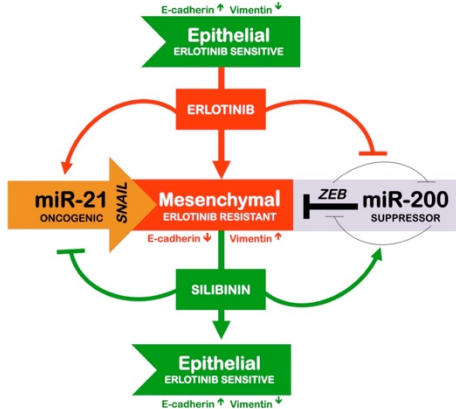 E-cadherin ↑ Vimentin ↓
Epithelial
ERLOTINIB SENSITIVE
ERLOTINIB
miR-21
ONCOGENIC
SNAIL
Mesenchymal
ERLOTINIB RESISTANT
ZEB
miR-200
SUPPRESSOR
E-cadherin ↓ Vimentin ↑
SILIBININ
Epithelial
ERLOTINIB SENSITIVE
E-cadherin ↑ Vimentin ↓